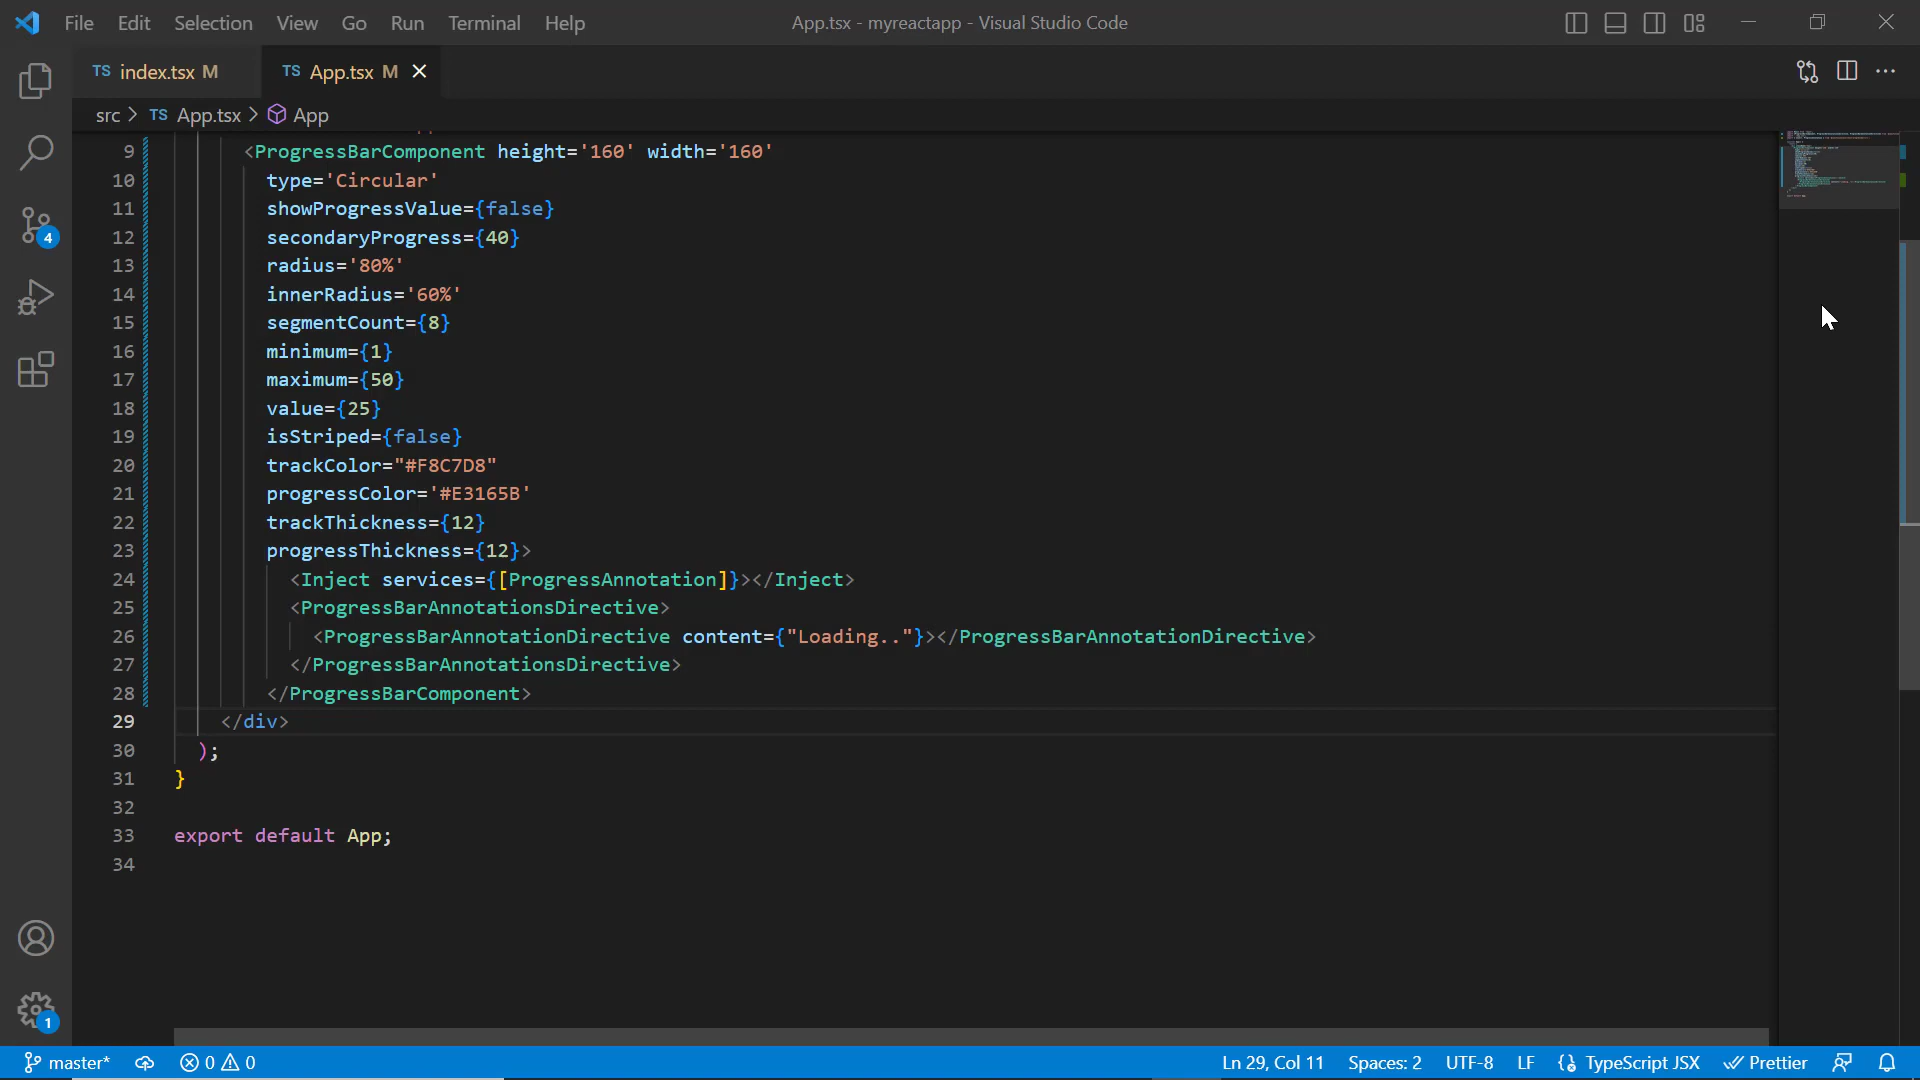 File Edit Selection View Go Run Terminal Help
App.tsx - myreactapp - Visual Studio Code
TS index.tsx M
TS App.tsx M
src > TS App.tsx > App
9 <ProgressBarComponent height='160' width='160'
10 type='Circular'
11 showProgressValue={false}
12 secondaryProgress={40}
13 radius='80%'
14 innerRadius='60%'
15 segmentCount={8}
16 minimum={1}
17 maximum={50}
18 value={25}
19 isStriped={false}
20 trackColor="#F8C7D8"
21 progressColor='#E3165B'
22 trackThickness={12}
23 progressThickness={12}>
24 <Inject services={[ProgressAnnotation]}></Inject>
25 <ProgressBarAnnotationsDirective>
26 <ProgressBarAnnotationDirective content={"Loading.."}></ProgressBarAnnotationDirective>
27 </ProgressBarAnnotationsDirective>
28 </ProgressBarComponent>
29 </div>
30 );
31 }
32
33 export default App;
34
4
1
master* 0 0 Ln 29, Col 11 Spaces: 2 UTF-8 LF TypeScript JSX Prettier